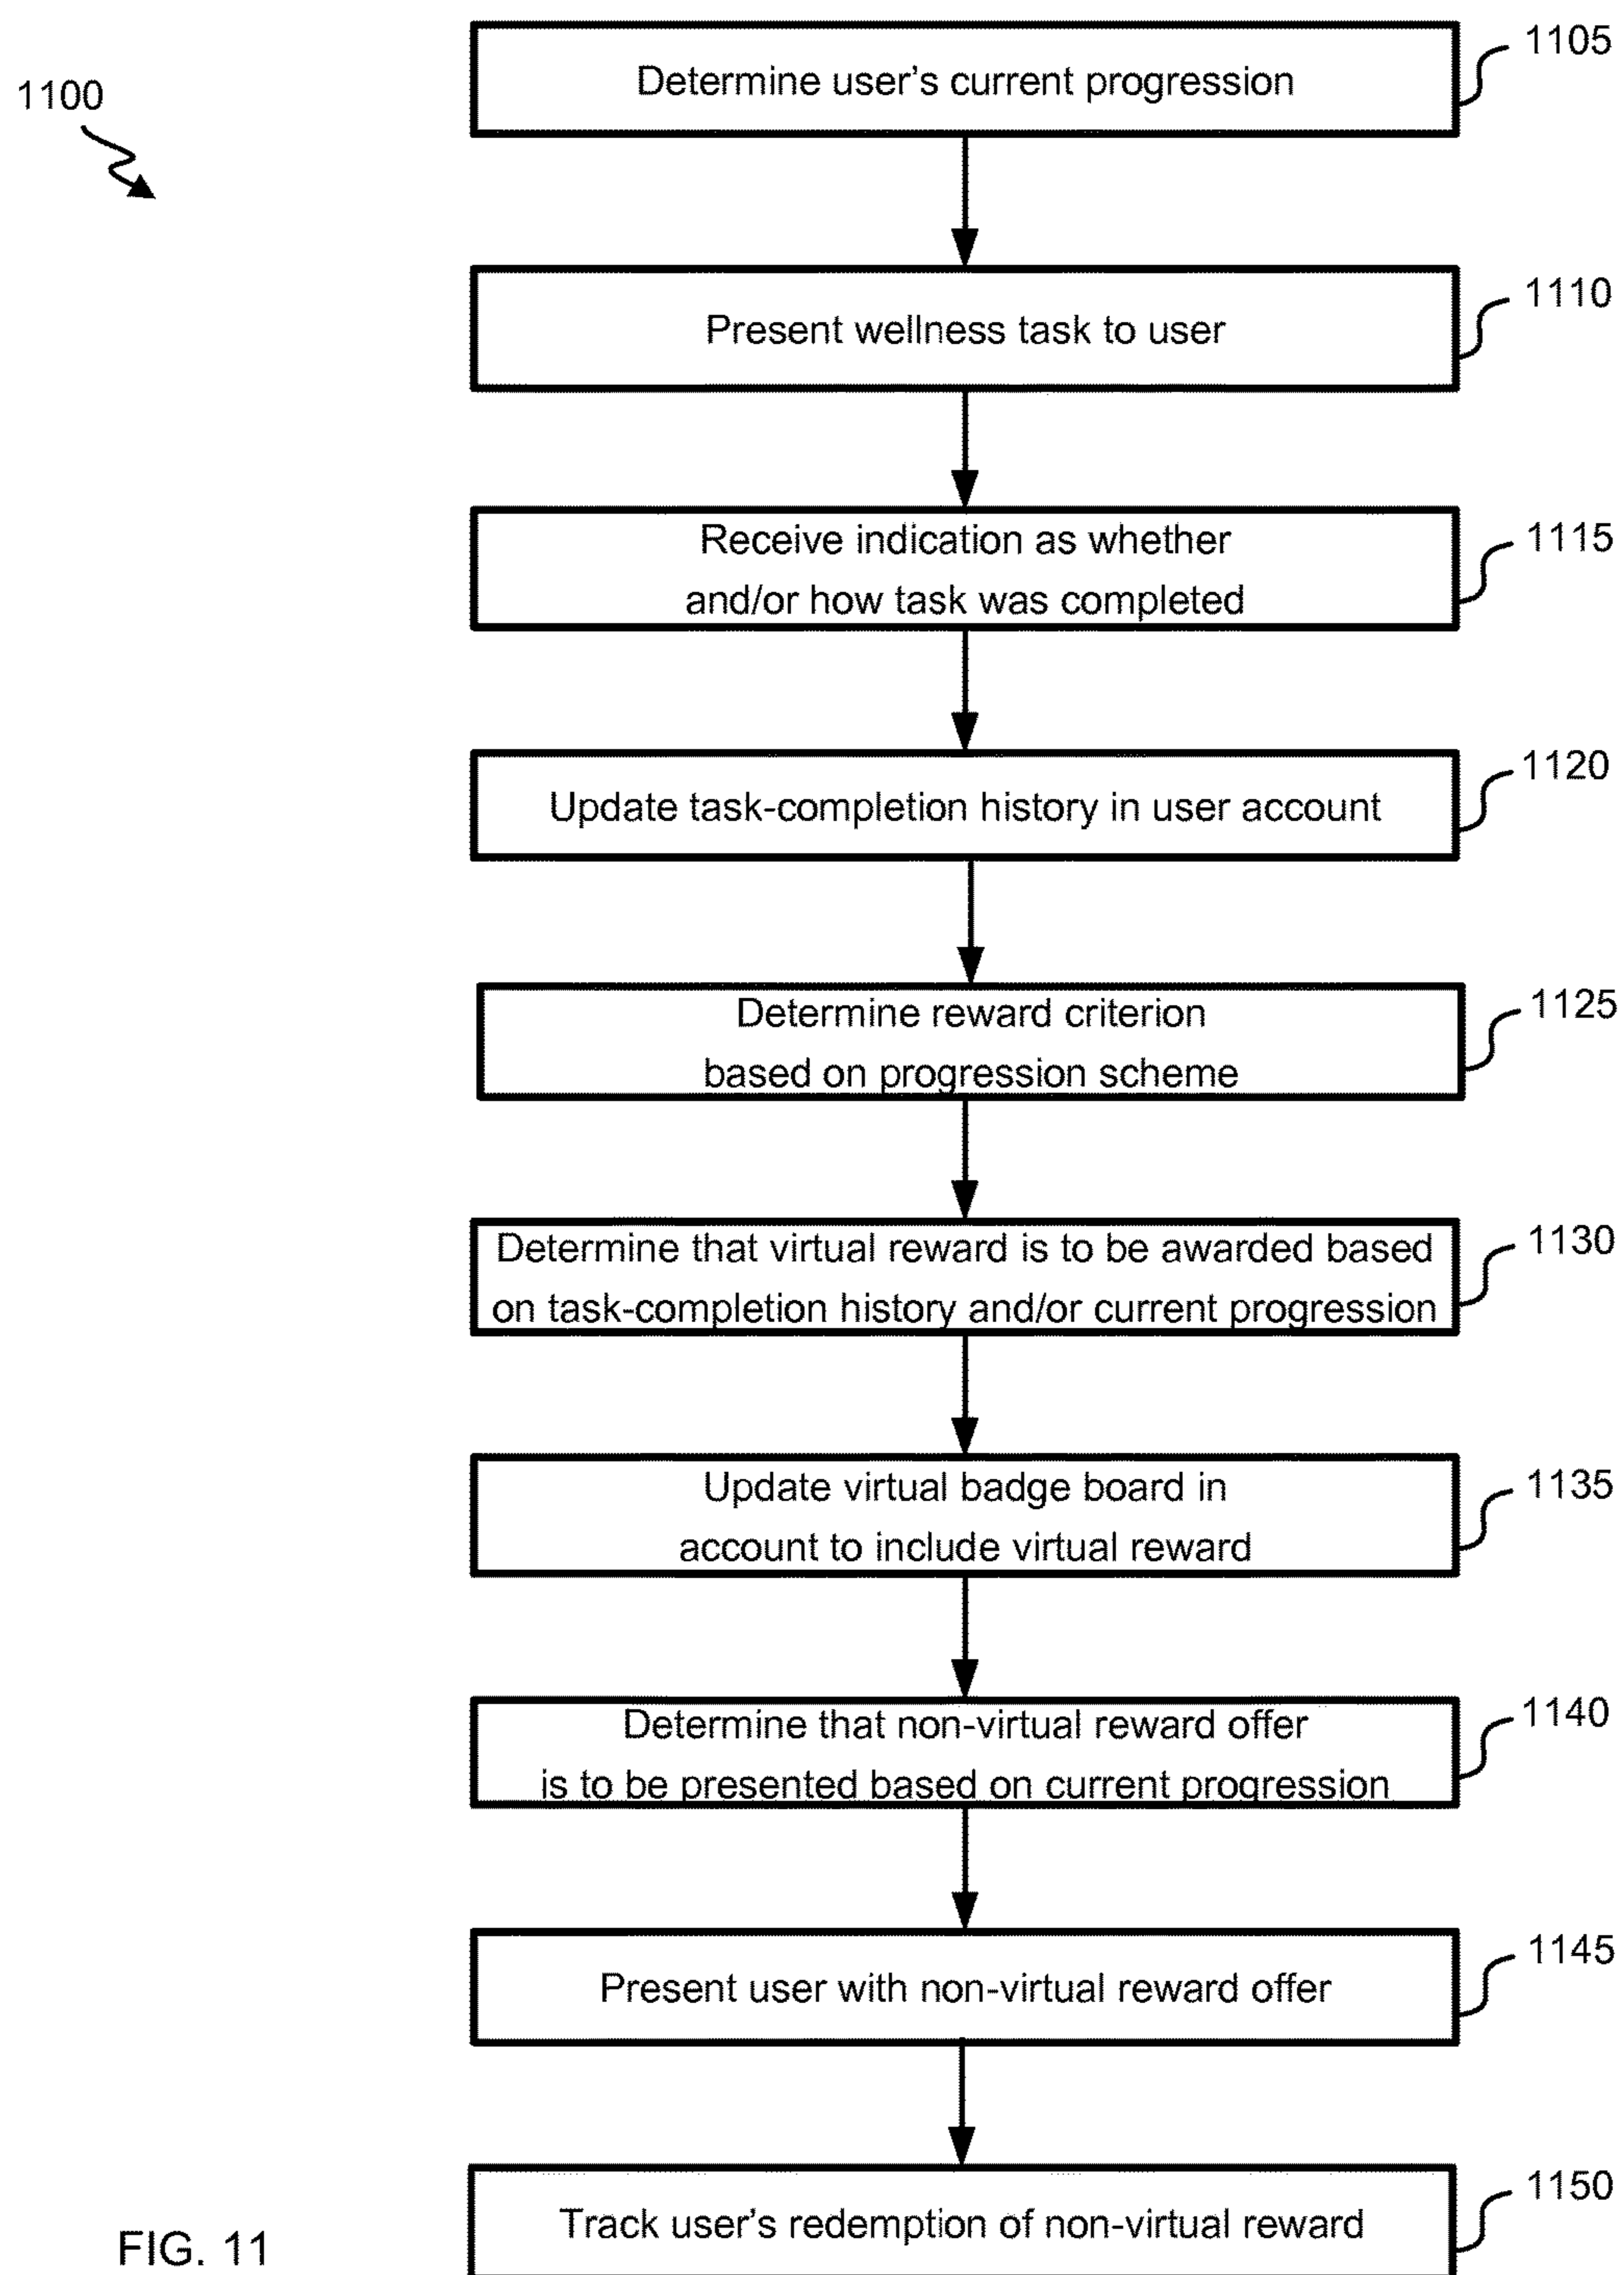 1100
Determine user's current progression
1105
Present wellness task to user
1110
Receive indication as whether
and/or how task was completed
1115
Update task-completion history in user account
1120
Determine reward criterion
based on progression scheme
1125
Determine that virtual reward is to be awarded based
on task-completion history and/or current progression
1130
Update virtual badge board in
account to include virtual reward
1135
Determine that non-virtual reward offer
is to be presented based on current progression
1140
Present user with non-virtual reward offer
1145
Track user's redemption of non-virtual reward
1150
FIG. 11